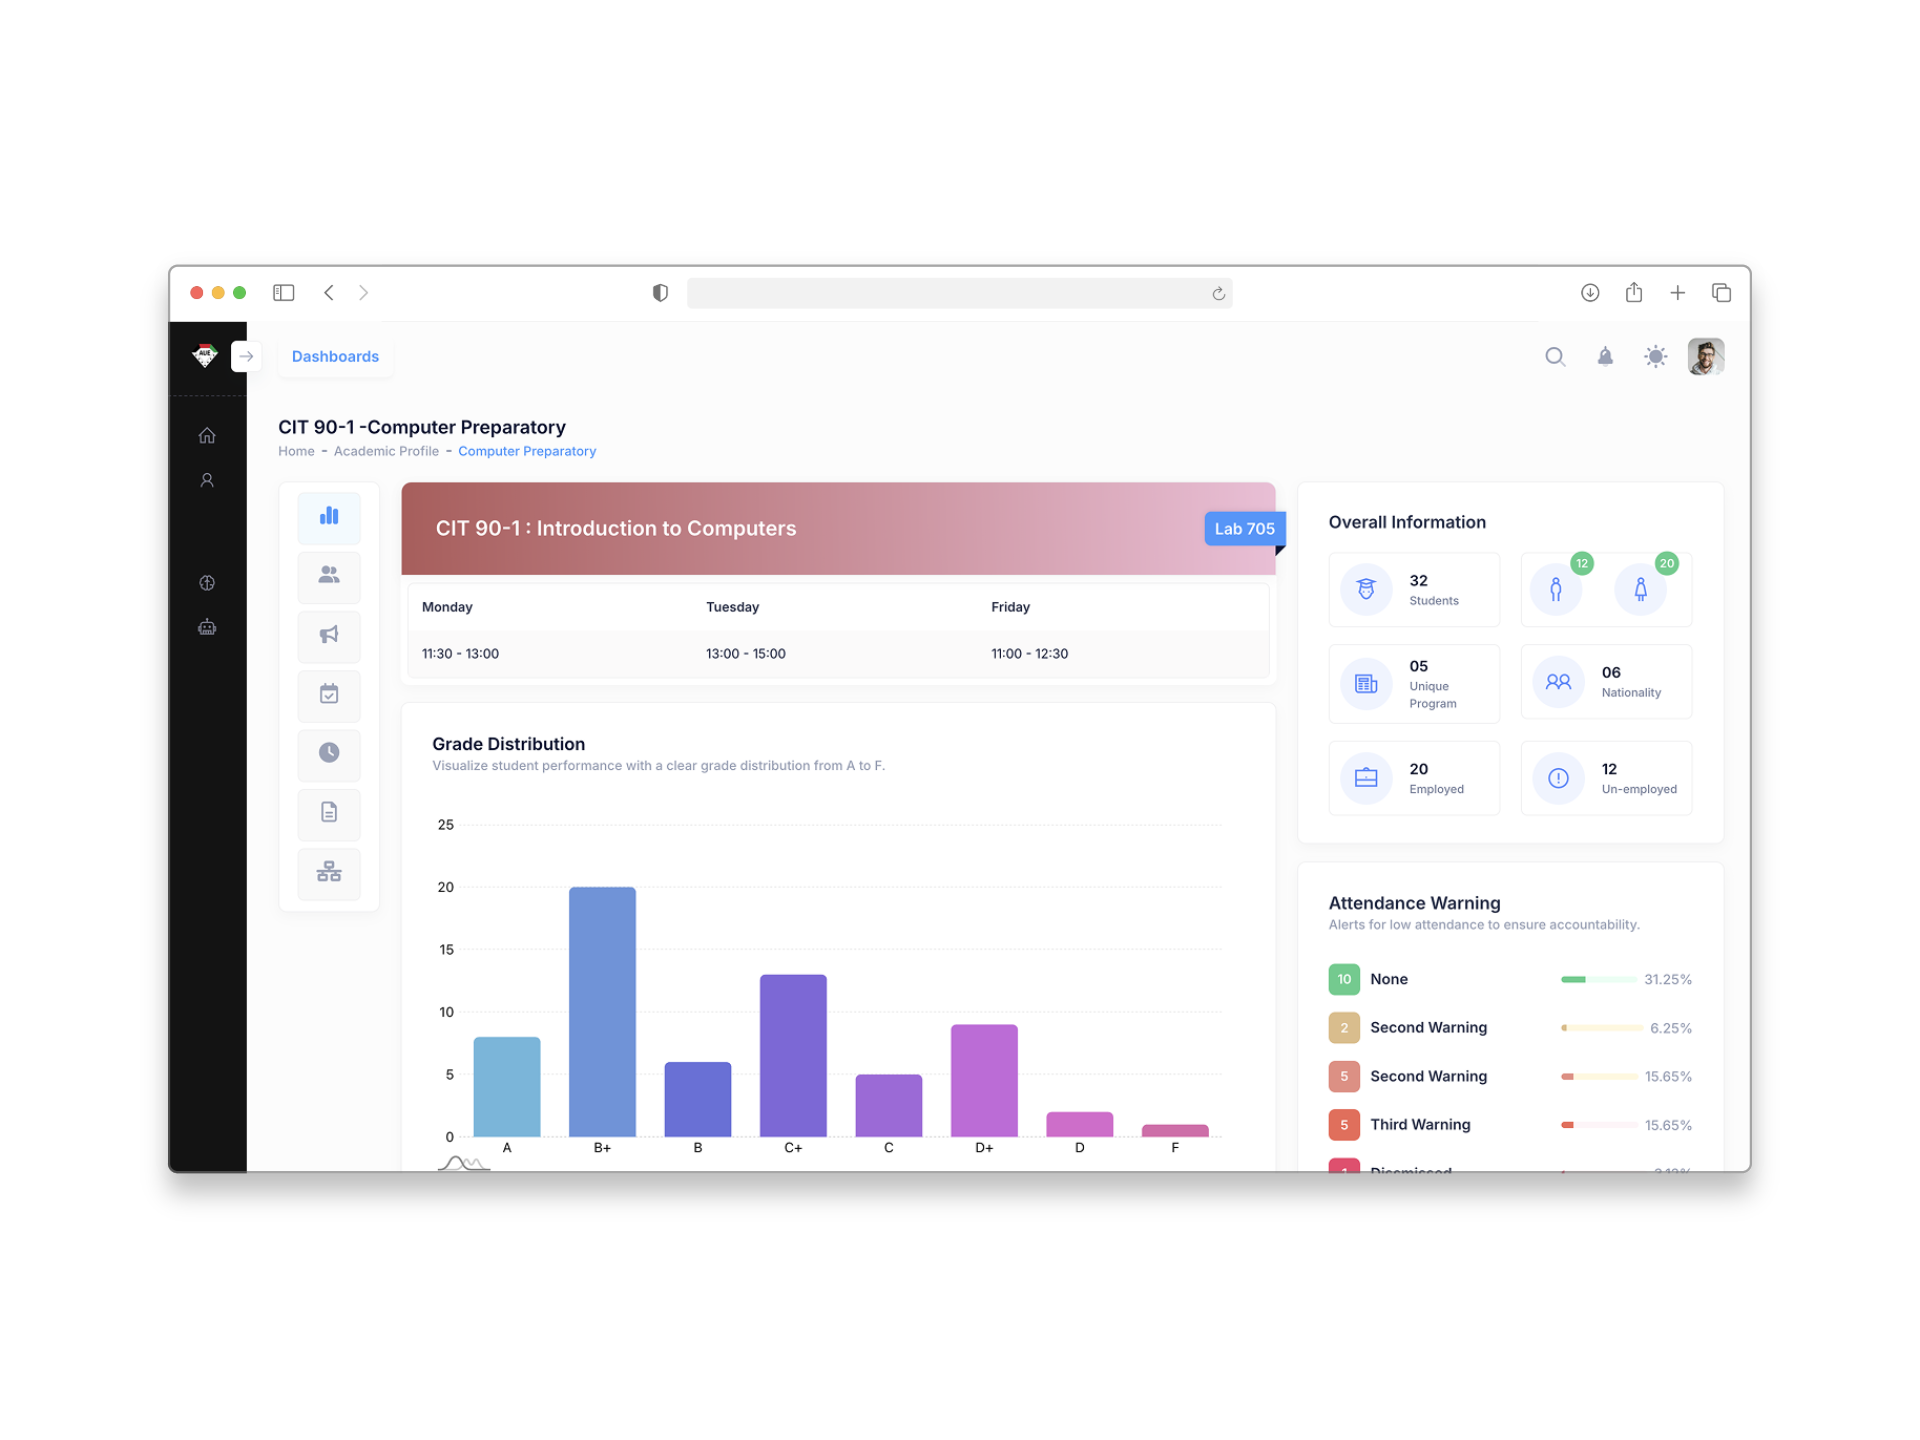 AUE
Dashboards
CIT 90-1 -Computer Preparatory
Home - Academic Profile - Computer Preparatory
CIT 90-1 : Introduction to Computers
Lab 705
Monday Tuesday Friday
11:30 - 13:00 13:00 - 15:00 11:00 - 12:30
Grade Distribution
Visualize student performance with a clear grade distribution from A to F.
25
20
15
10
5
0
A B+ B C+ C D+ D F
Overall Information
32
Students
12 20
05
Unique
Program
06
Nationality
20
Employed
12
Un-employed
Attendance Warning
Alerts for low attendance to ensure accountability.
10 None 31.25%
2 Second Warning 6.25%
5 Second Warning 15.65%
5 Third Warning 15.65%